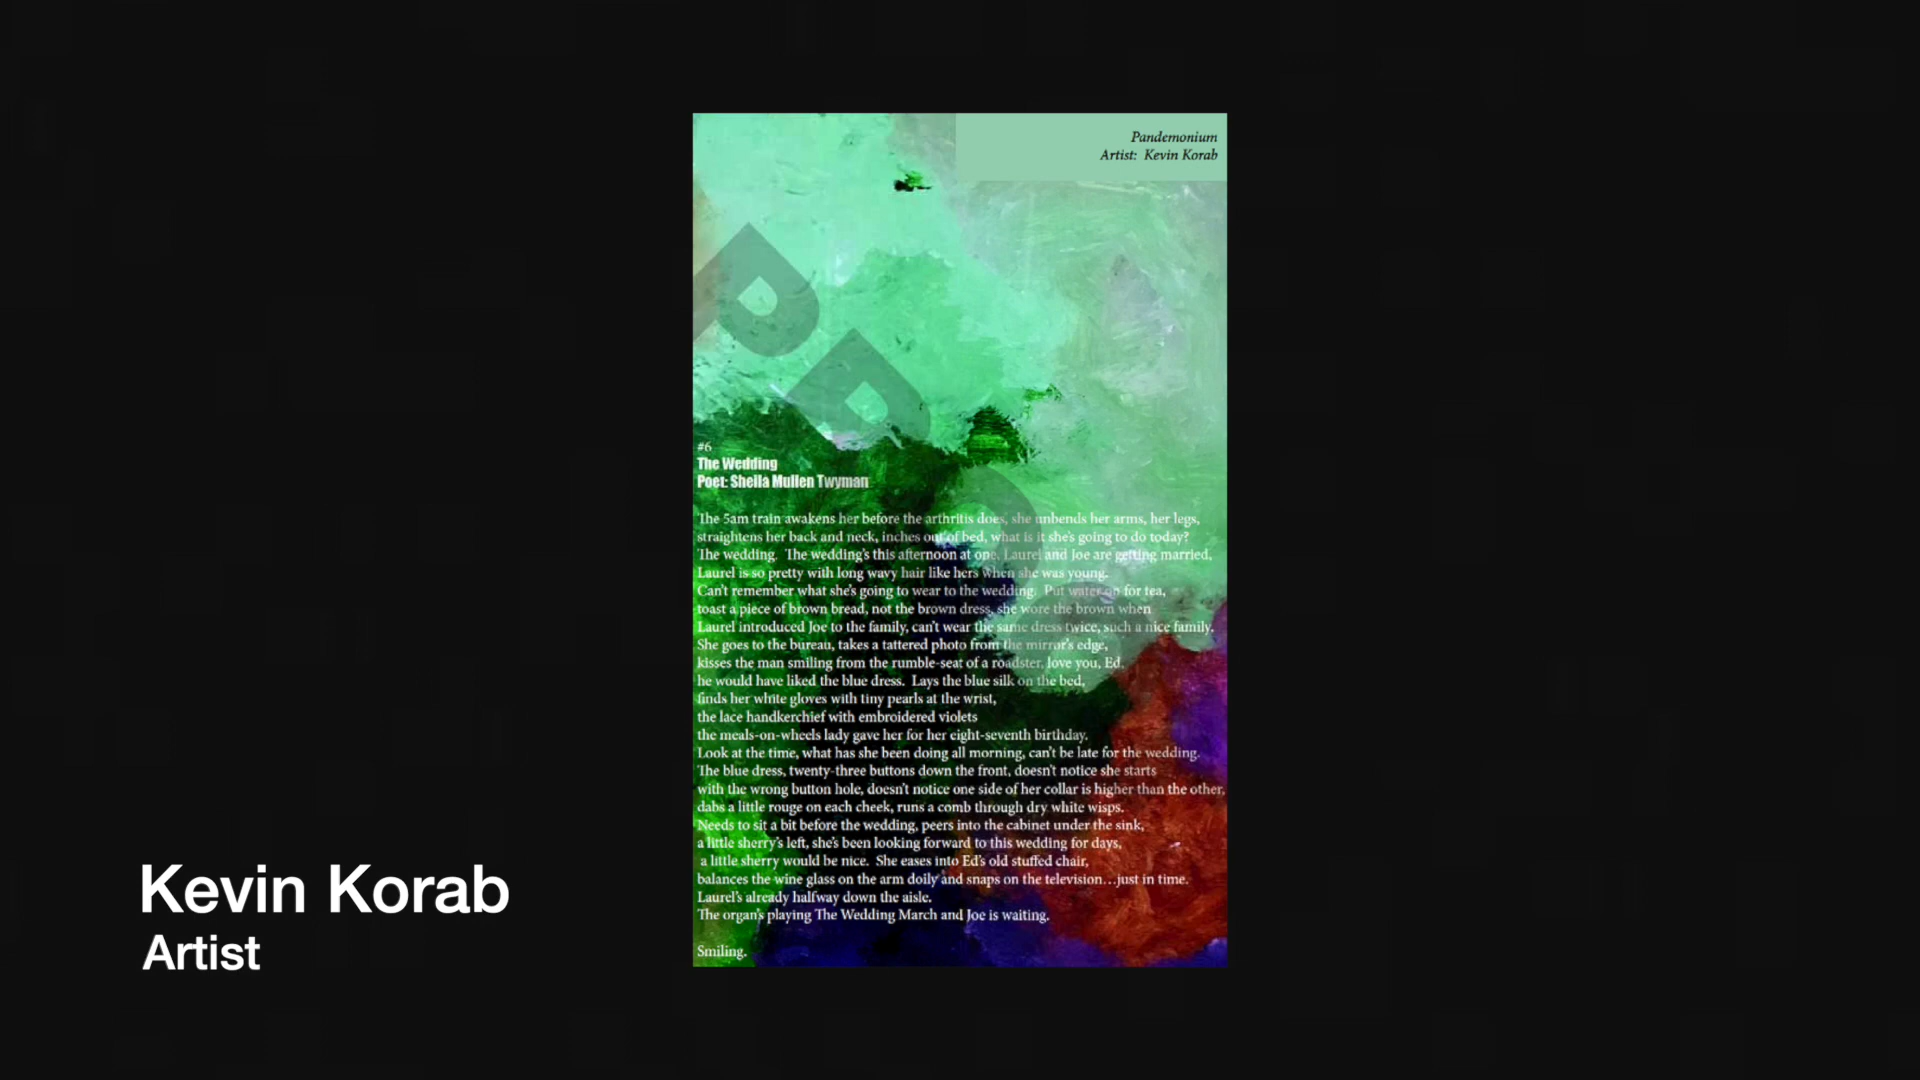 Pandemonium
Artist: Kevin Korab
#6
The Wedding
Poet: Sheila Mullen Twyman
The 5am train awakens her before the arthritis does, she unbends her arms, her legs,
straightens her back and neck, inches out of bed, what is it she's going to do today?
The wedding. The wedding's this afternoon at one. Laurel and Joe are getting married.
Laurel is so pretty with long wavy hair like hers when she was young.
Can't remember what she's going to wear to the wedding. Put water on for tea,
toast a piece of brown bread, not the brown dress, she wore the brown when
Laurel introduced Joe to the family, can't wear the same dress twice, such a nice family.
She goes to the bureau, takes a tattered photo from the mirror's edge,
kisses the man smiling from the rumble-seat of a roadster, love you, Ed,
he would have liked the blue dress. Lays the blue silk on the bed,
finds her white gloves with tiny pearls at the wrist,
the lace handkerchief with embroidered violets
the meals-on-wheels lady gave her for her eight-seventh birthday.
Look at the time, what has she been doing all morning, can't be late for the wedding.
The blue dress, twenty-three buttons down the front, doesn't notice she starts
with the wrong button hole, doesn't notice one side of her collar is higher than the other,
dabs a little rouge on each cheek, runs a comb through dry white wisps.
Needs to sit a bit before the wedding, peers into the cabinet under the sink,
a little sherry's left, she's been looking forward to this wedding for days,
a little sherry would be nice. She eases into Ed's old stuffed chair,
balances the wine glass on the arm doily and snaps on the television…just in time.
Laurel's already halfway down the aisle.
The organ's playing The Wedding March and Joe is waiting.
Smiling.
Kevin Korab
Artist